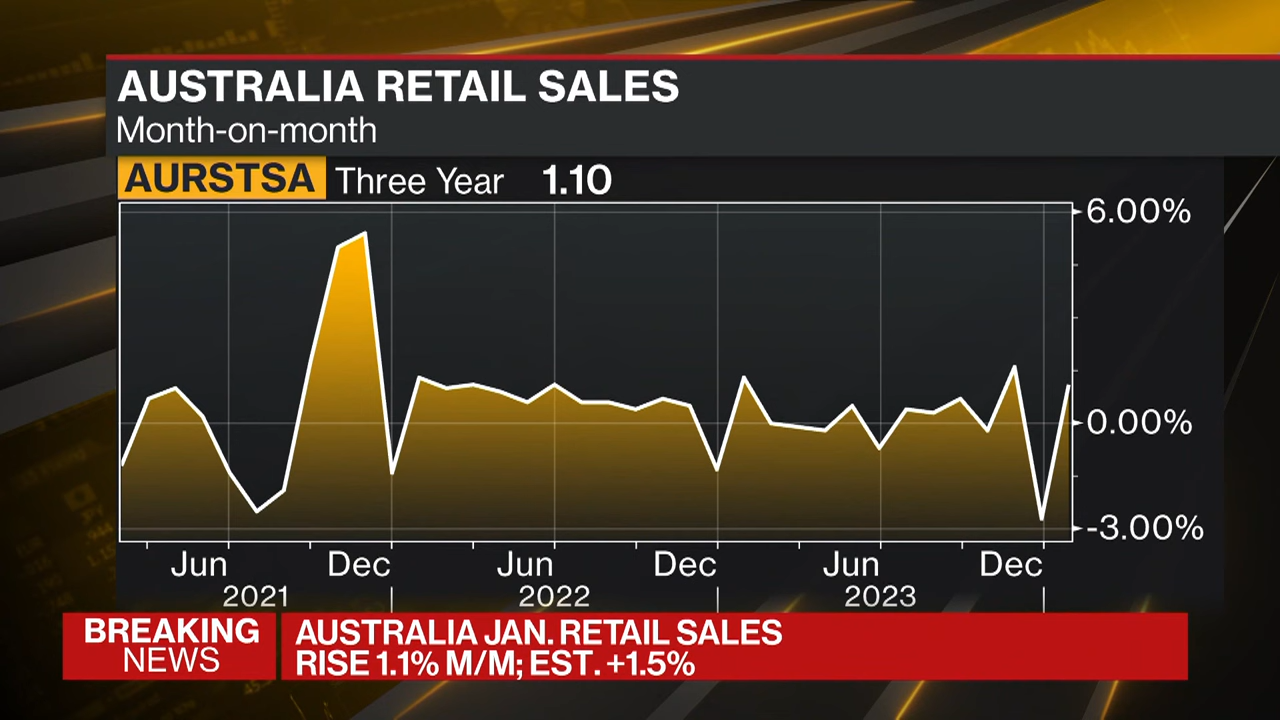 AUSTRALIA RETAIL SALES
Month-on-month
AURSTSA Three Year 1.10
6.00%
0.00%
-3.00%
Jun Dec Jun Dec Jun Dec
2021 2022 2023
BREAKING NEWS
AUSTRALIA JAN. RETAIL SALES
RISE 1.1% M/M; EST. +1.5%